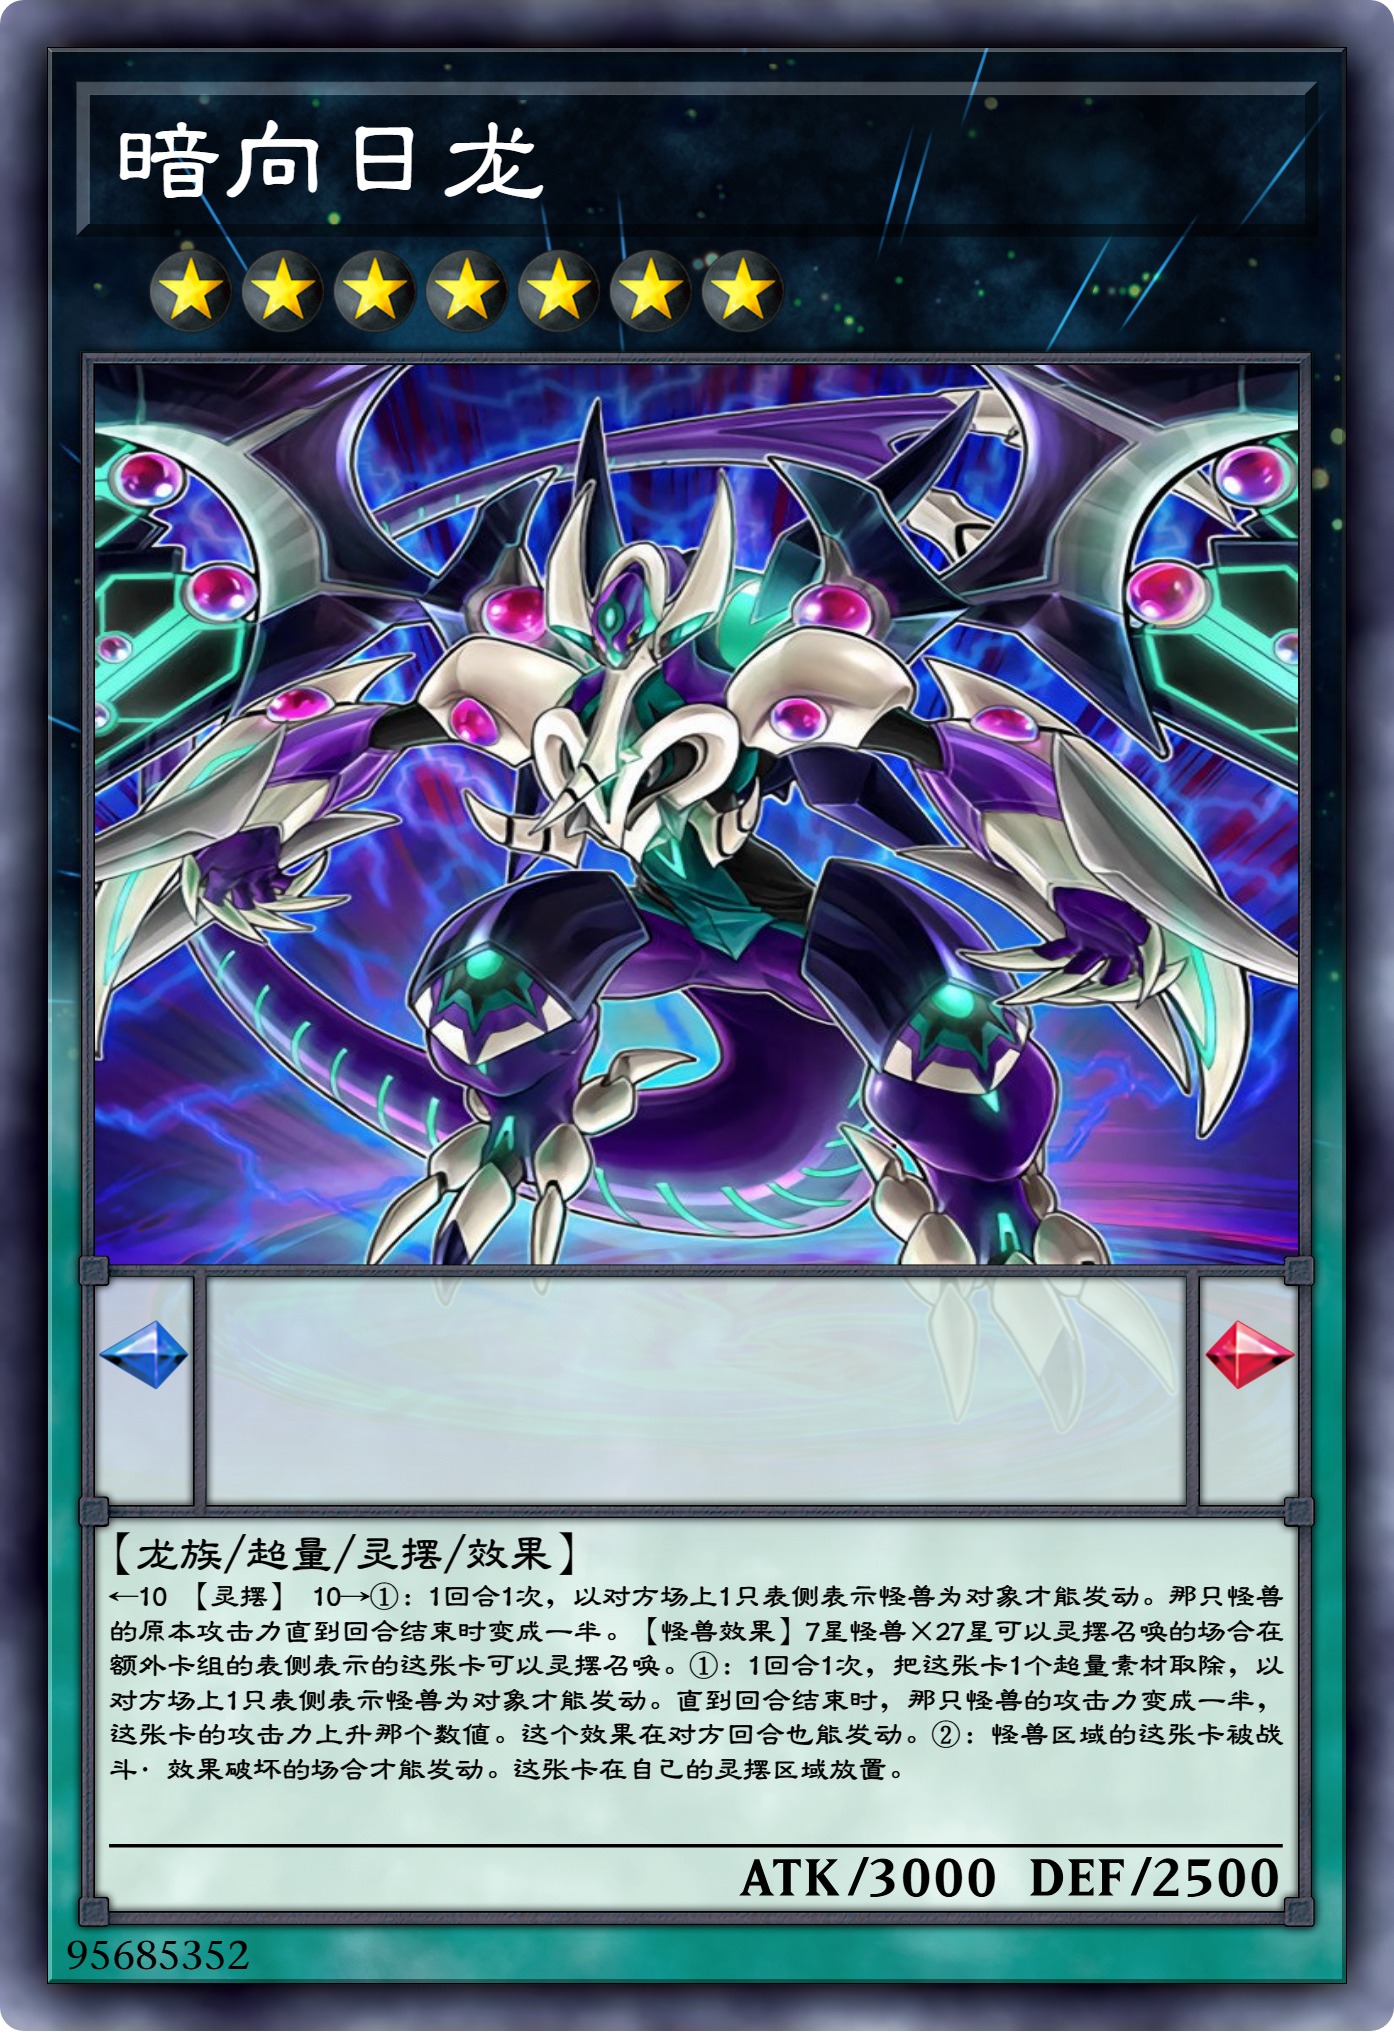 暗向日龙
【龙族/超量/灵摆/效果】
←10 【灵摆】 10→①：1回合1次，以对方场上1只表侧表示怪兽为对象才能发动。那只怪兽
的原本攻击力直到回合结束时变成一半。【怪兽效果】7星怪兽×27星可以灵摆召唤的场合在
额外卡组的表侧表示的这张卡可以灵摆召唤。①：1回合1次，把这张卡1个超量素材取除，以
对方场上1只表侧表示怪兽为对象才能发动。直到回合结束时，那只怪兽的攻击力变成一半，
这张卡的攻击力上升那个数值。这个效果在对方回合也能发动。②：怪兽区域的这张卡被战
斗·效果破坏的场合才能发动。这张卡在自己的灵摆区域放置。
ATK/3000 DEF/2500
95685352